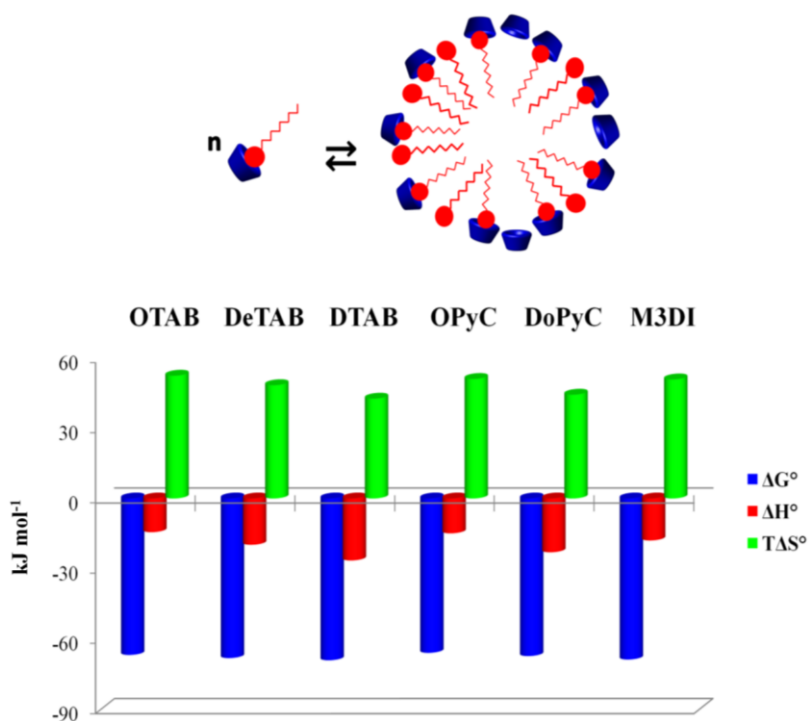 n
OTAB DeTAB DTAB OPyC DoPyC M3DI
60
30
0
-30
-60
-90
kJ mol⁻¹
ΔG°
ΔH°
TΔS°